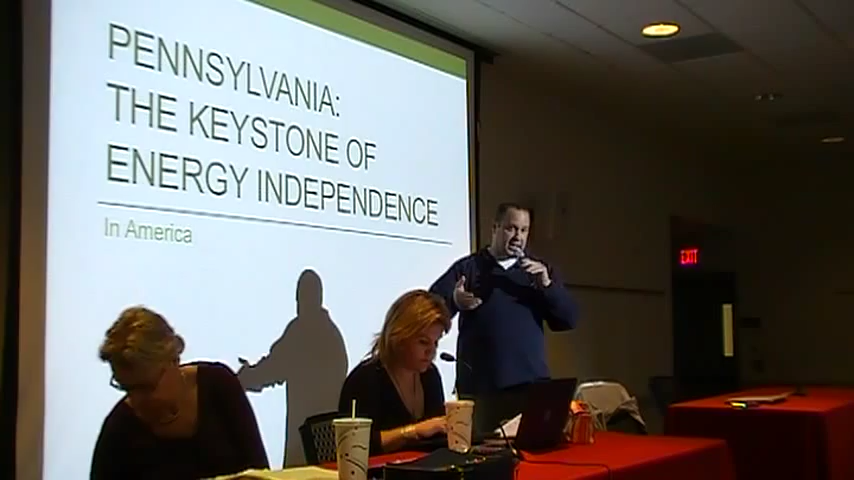 PENNSYLVANIA:
THE KEYSTONE OF
ENERGY INDEPENDENCE
In America
EXIT